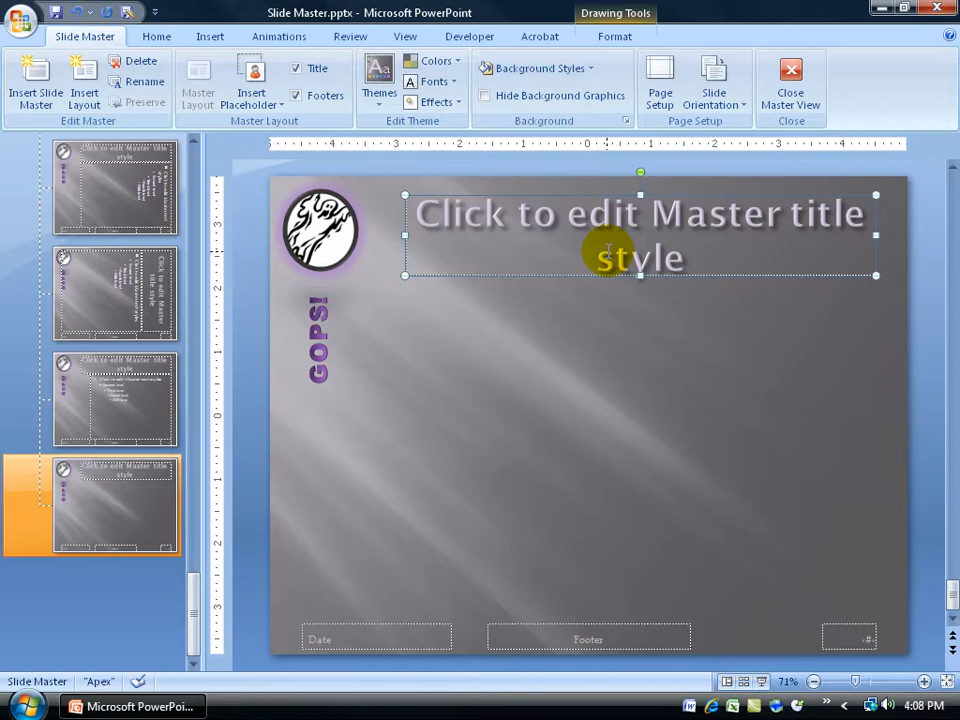 Slide Master.pptx - Microsoft PowerPoint
Drawing Tools
Slide Master
Home
Insert
Animations
Review
View
Developer
Acrobat
Format
Insert Slide Master
Insert Layout
Delete
Rename
Preserve
Edit Master
Master Layout
Insert Placeholder
Title
Footers
Master Layout
Themes
Colors
Fonts
Effects
Edit Theme
Background Styles
Hide Background Graphics
Background
Page Setup
Slide Orientation
Page Setup
Close Master View
Close
Click to edit Master title
style
GOPS!
Date
Footer
‹#›
Slide Master
"Apex"
71%
Microsoft PowerPoi...
4:08 PM